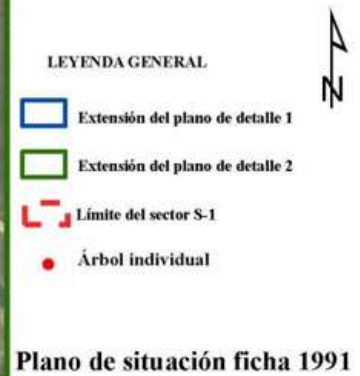 N
LEYENDA GENERAL
Extensión del plano de detalle 1
Extensión del plano de detalle 2
Límite del sector S-1
Árbol individual
Plano de situación ficha 1991